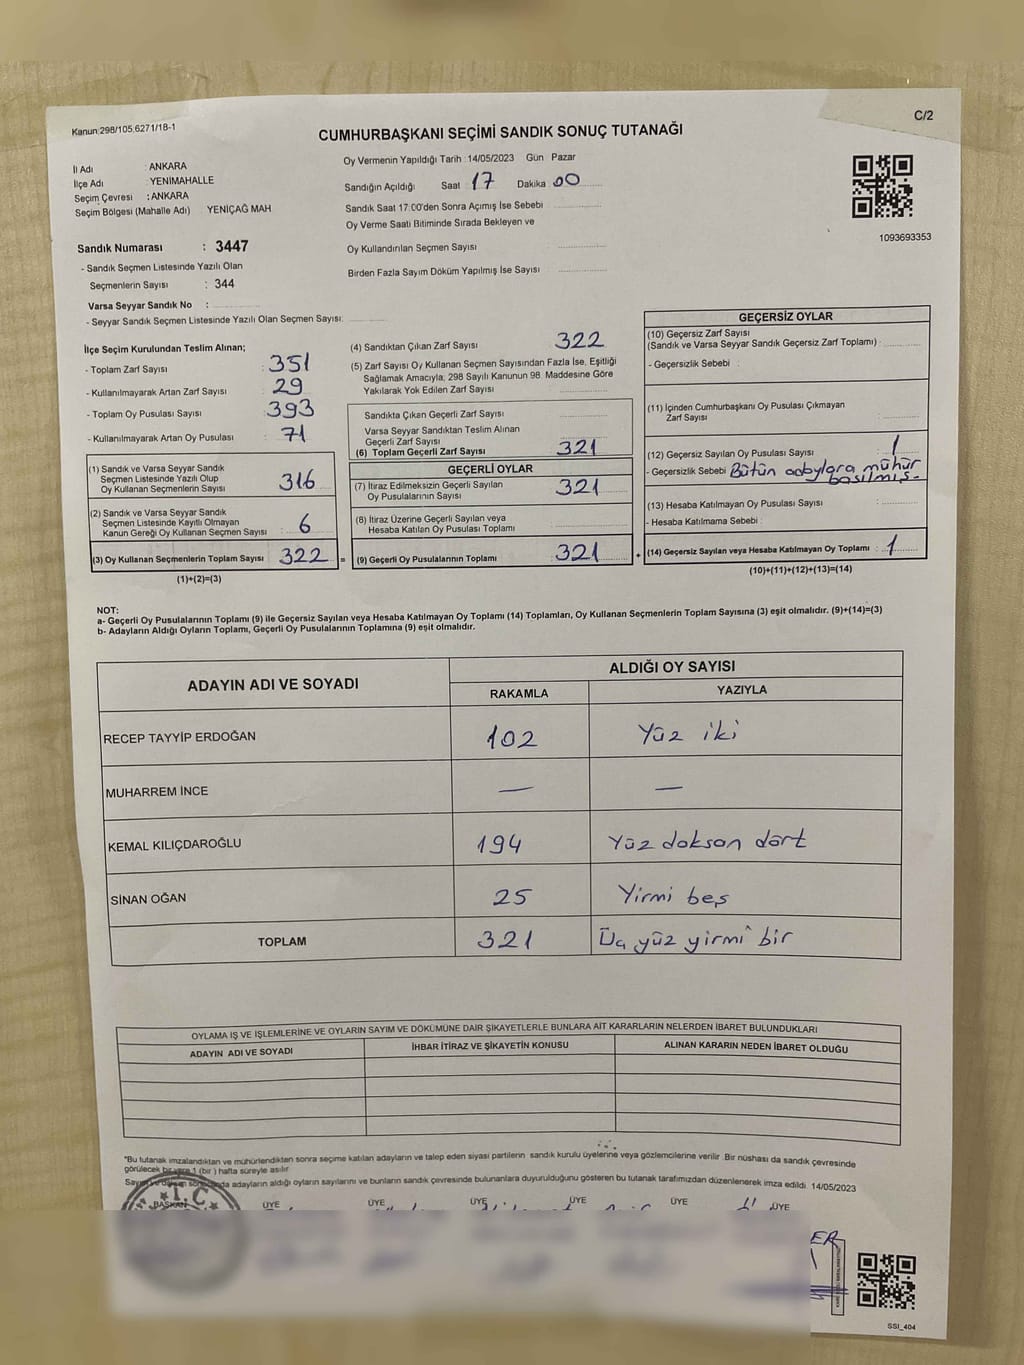 Kanun:298/105,6271/18-1
C/2
CUMHURBAŞKANI SEÇİMİ SANDIK SONUÇ TUTANAĞI
İl Adı : ANKARA
İlçe Adı : YENİMAHALLE
Seçim Çevresi : ANKARA
Seçim Bölgesi (Mahalle Adı) YENİÇAĞ MAH
Sandık Numarası : 3447
- Sandık Seçmen Listesinde Yazılı Olan
Seçmenlerin Sayısı : 344
Varsa Seyyar Sandık No :
- Seyyar Sandık Seçmen Listesinde Yazılı Olan Seçmen Sayısı:
Oy Vermenin Yapıldığı Tarih :14/05/2023 Gün Pazar
Sandığın Açıldığı Saat 17 Dakika 00
Sandık Saat 17:00'den Sonra Açımış İse Sebebi
Oy Verme Saati Bitiminde Sırada Bekleyen ve
Oy Kullandırılan Seçmen Sayısı
Birden Fazla Sayım Döküm Yapılmış İse Sayısı
1093693353
İlçe Seçim Kurulundan Teslim Alınan;
- Toplam Zarf Sayısı : 351
- Kullanılmayarak Artan Zarf Sayısı : 29
- Toplam Oy Pusulası Sayısı : 393
- Kullanılmayarak Artan Oy Pusulası : 71
(1) Sandık ve Varsa Seyyar Sandık
Seçmen Listesinde Yazılı Olup
Oy Kullanan Seçmenlerin Sayısı : 316
(2) Sandık ve Varsa Seyyar Sandık
Seçmen Listesinde Kayıtlı Olmayan
Kanun Gereği Oy Kullanan Seçmen Sayısı : 6
(3) Oy Kullanan Seçmenlerin Toplam Sayısı : 322 =
(1)+(2)=(3)
(4) Sandıktan Çıkan Zarf Sayısı 322
(5) Zarf Sayısı Oy Kullanan Seçmen Sayısından Fazla İse, Eşitliği
Sağlamak Amacıyla; 298 Sayılı Kanunun 98. Maddesine Göre
Yakılarak Yok Edilen Zarf Sayısı
Sandıkta Çıkan Geçerli Zarf Sayısı
Varsa Seyyar Sandıktan Teslim Alınan
Geçerli Zarf Sayısı
(6) Toplam Geçerli Zarf Sayısı 321
GEÇERLİ OYLAR
(7) İtiraz Edilmeksizin Geçerli Sayılan
Oy Pusulalarının Sayısı 321
(8) İtiraz Üzerine Geçerli Sayılan veya
Hesaba Katılan Oy Pusulası Toplamı
(9) Geçerli Oy Pusulalarının Toplamı 321 +
GEÇERSİZ OYLAR
(10) Geçersiz Zarf Sayısı
(Sandık ve Varsa Seyyar Sandık Geçersiz Zarf Toplamı) :
- Geçersizlik Sebebi :
(11) İçinden Cumhurbaşkanı Oy Pusulası Çıkmayan
Zarf Sayısı :
(12) Geçersiz Sayılan Oy Pusulası Sayısı : 1
- Geçersizlik Sebebi Bütün adaylara mühür
basılmış.
(13) Hesaba Katılmayan Oy Pusulası Sayısı :
- Hesaba Katılmama Sebebi :
(14) Geçersiz Sayılan veya Hesaba Katılmayan Oy Toplamı : 1
(10)+(11)+(12)+(13)=(14)
NOT:
a- Geçerli Oy Pusulalarının Toplamı (9) ile Geçersiz Sayılan veya Hesaba Katılmayan Oy Toplamı (14) Toplamları, Oy Kullanan Seçmenlerin Toplam Sayısına (3) eşit olmalıdır. (9)+(14)=(3)
b- Adayların Aldığı Oyların Toplamı, Geçerli Oy Pusulalarının Toplamına (9) eşit olmalıdır.
ADAYIN ADI VE SOYADI
ALDIĞI OY SAYISI
RAKAMLA YAZIYLA
RECEP TAYYİP ERDOĞAN 102 Yüz iki
MUHARREM İNCE — —
KEMAL KILIÇDAROĞLU 194 Yüz doksan dört
SİNAN OĞAN 25 Yirmi beş
TOPLAM 321 Üç yüz yirmi bir
OYLAMA İŞ VE İŞLEMLERİNE VE OYLARIN SAYIM VE DÖKÜMÜNE DAİR ŞİKAYETLERLE BUNLARA AİT KARARLARIN NELERDEN İBARET BULUNDUKLARI
ADAYIN ADI VE SOYADI İHBAR İTİRAZ VE ŞİKAYETİN KONUSU ALINAN KARARIN NEDEN İBARET OLDUĞU
"Bu tutanak imzalandıktan ve mühürlendikten sonra seçime katılan adayların ve talep eden siyasi partilerin sandık kurulu üyelerine veya gözlemcilerine verilir. Bir nüshası da sandık çevresinde
görülecek bir yere 1 (bir) hafta süreyle asılır
adayların aldığı oyların sayılarını ve bunların sandık çevresinde bulunanlara duyurulduğunu gösteren bu tutanak tarafımızdan düzenlenerek imza edildi. 14/05/2023
T.C.
BAŞKAN ÜYE ÜYE ÜYE ÜYE ÜYE ÜYE
SSI_404